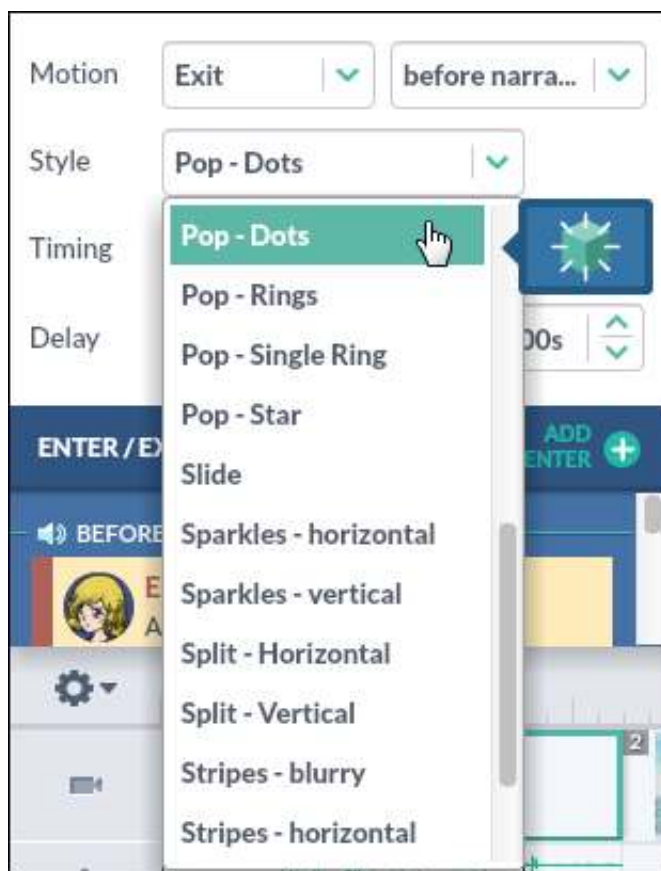 Motion Exit before narra...
Style Pop - Dots
Timing Pop - Dots
Pop - Rings
Delay Pop - Single Ring 00s
Pop - Star
ENTER / EX ADD
ENTER
Slide
BEFORE Sparkles - horizontal
E Sparkles - vertical
A
Split - Horizontal
Split - Vertical
2
Stripes - blurry
Stripes - horizontal